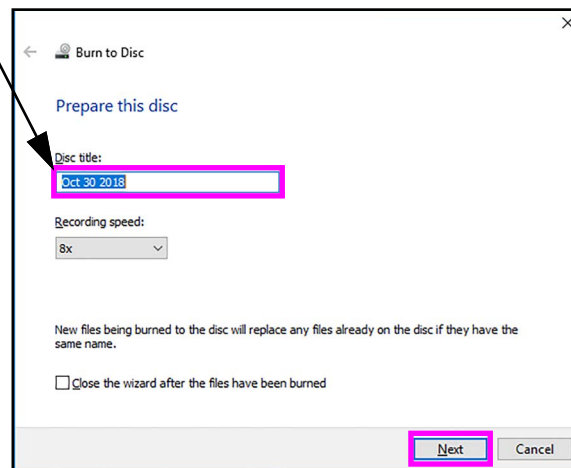 Burn to Disc
Prepare this disc
Disc title:
Oct 30 2018
Recording speed:
8x
New files being burned to the disc will replace any files already on the disc if they have the
same name.
Close the wizard after the files have been burned
Next
Cancel